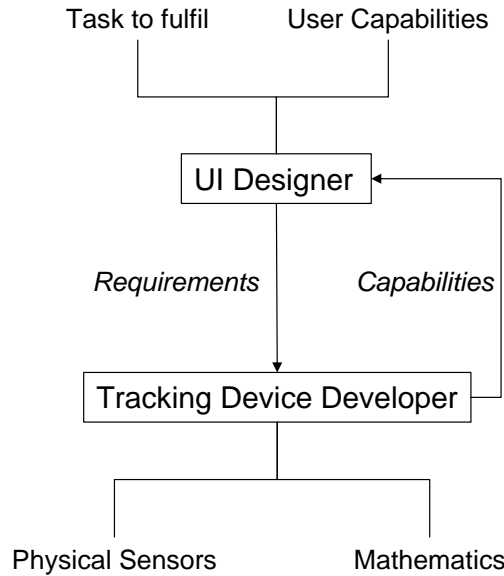 Task to fulfil
User Capabilities
UI Designer
Requirements
Capabilities
Tracking Device Developer
Physical Sensors
Mathematics